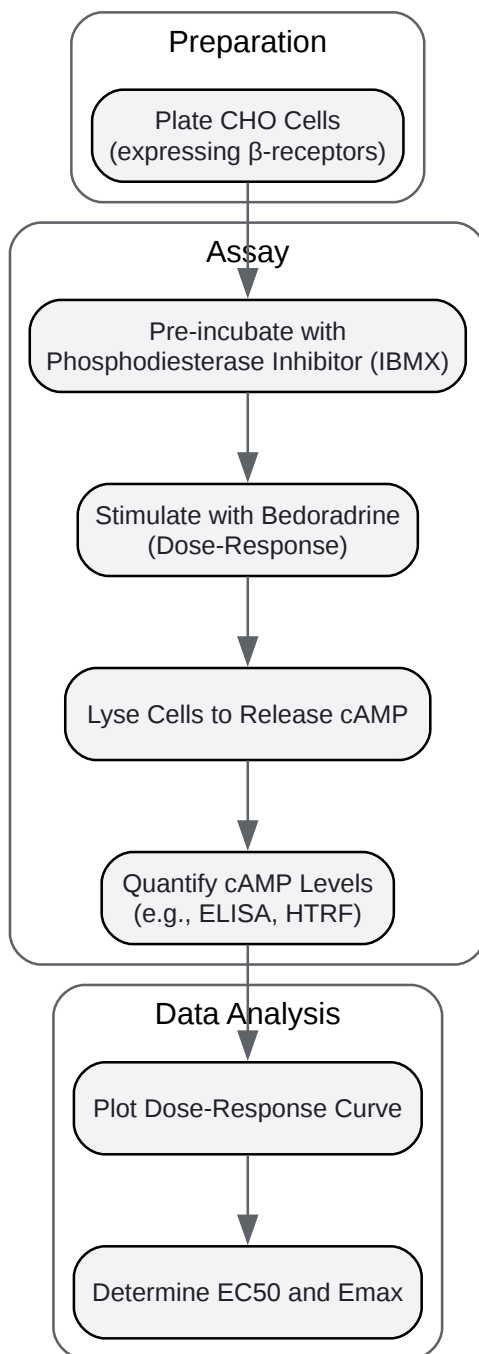 Preparation
Plate CHO Cells
(expressing β-receptors)
Assay
Pre-incubate with
Phosphodiesterase Inhibitor (IBMX)
Stimulate with Bedoradrine
(Dose-Response)
Lyse Cells to Release cAMP
Quantify cAMP Levels
(e.g., ELISA, HTRF)
Data Analysis
Plot Dose-Response Curve
Determine EC50 and Emax